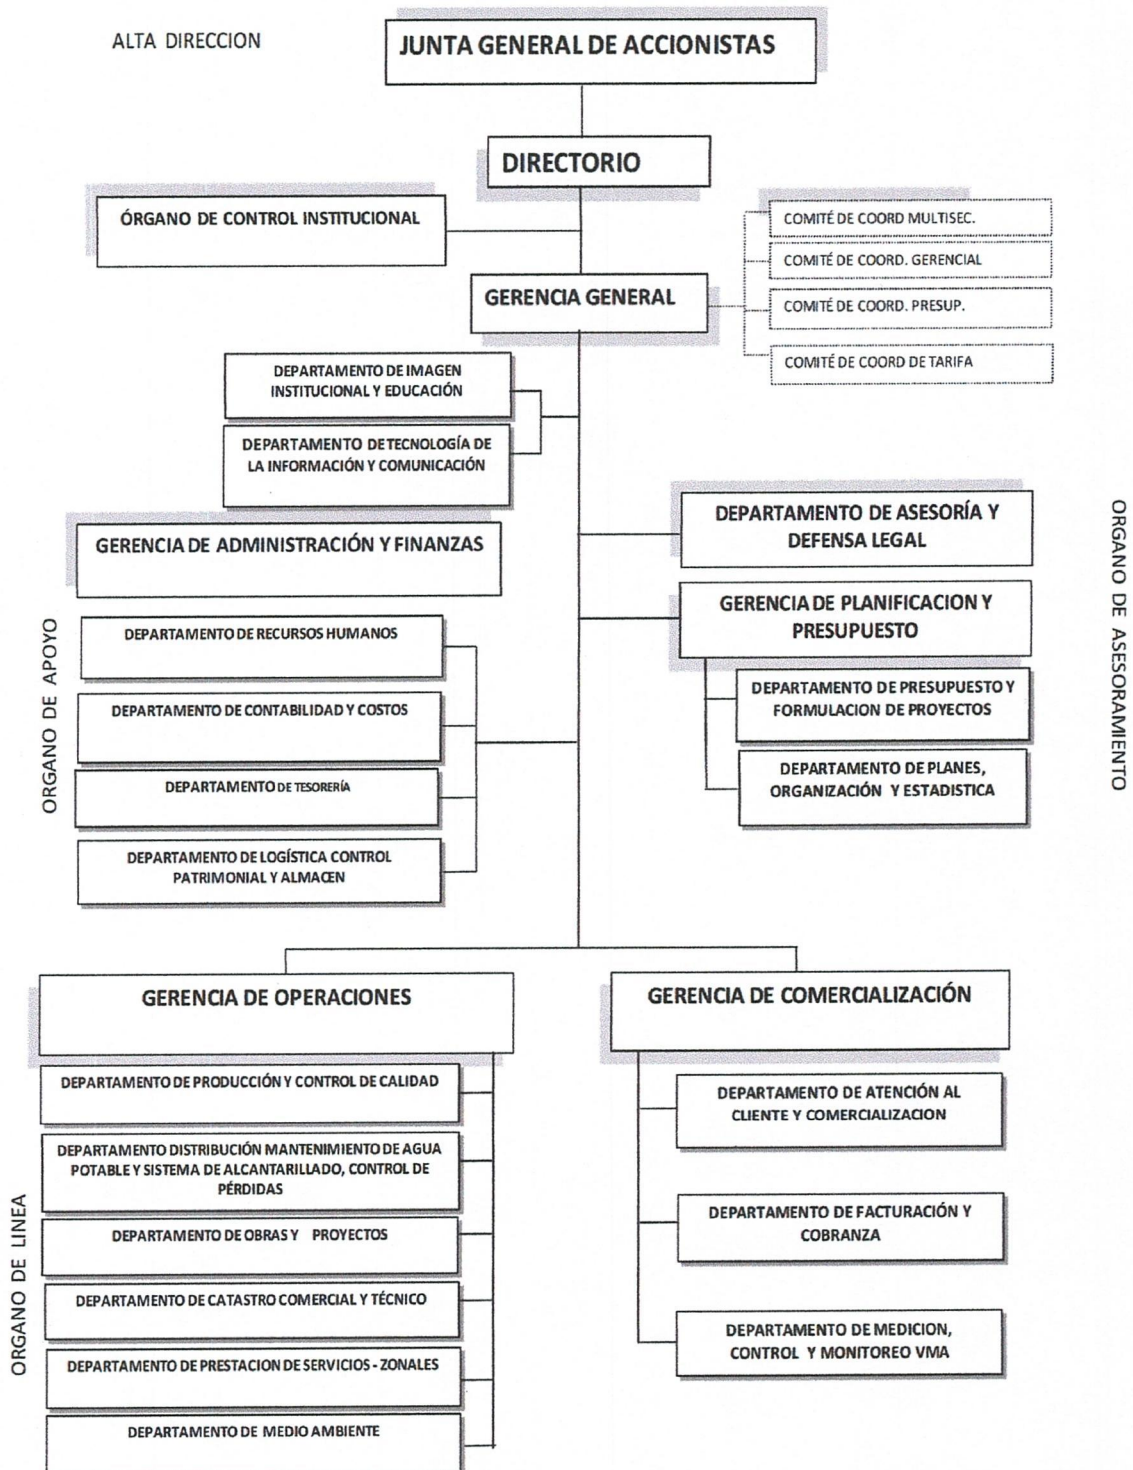 ALTA DIRECCION
JUNTA GENERAL DE ACCIONISTAS
DIRECTORIO
ÓRGANO DE CONTROL INSTITUCIONAL
COMITÉ DE COORD MULTISEC.
COMITÉ DE COORD. GERENCIAL
GERENCIA GENERAL
COMITÉ DE COORD. PRESUP.
COMITÉ DE COORD DE TARIFA
DEPARTAMENTO DE IMAGEN
INSTITUCIONAL Y EDUCACIÓN
DEPARTAMENTO DE TECNOLOGÍA DE
LA INFORMACIÓN Y COMUNICACIÓN
DEPARTAMENTO DE ASESORÍA Y
DEFENSA LEGAL
ORGANO DE ASESORAMIENTO
GERENCIA DE ADMINISTRACIÓN Y FINANZAS
GERENCIA DE PLANIFICACION Y
PRESUPUESTO
ORGANO DE APOYO
DEPARTAMENTO DE RECURSOS HUMANOS
DEPARTAMENTO DE CONTABILIDAD Y COSTOS
DEPARTAMENTO DE TESORERÍA
DEPARTAMENTO DE LOGÍSTICA CONTROL
PATRIMONIAL Y ALMACEN
DEPARTAMENTO DE PRESUPUESTO Y
FORMULACION DE PROYECTOS
DEPARTAMENTO DE PLANES,
ORGANIZACIÓN Y ESTADISTICA
GERENCIA DE OPERACIONES
GERENCIA DE COMERCIALIZACIÓN
ORGANO DE LINEA
DEPARTAMENTO DE PRODUCCIÓN Y CONTROL DE CALIDAD
DEPARTAMENTO DISTRIBUCIÓN MANTENIMIENTO DE AGUA
POTABLE Y SISTEMA DE ALCANTARILLADO, CONTROL DE
PÉRDIDAS
DEPARTAMENTO DE OBRAS Y PROYECTOS
DEPARTAMENTO DE CATASTRO COMERCIAL Y TÉCNICO
DEPARTAMENTO DE PRESTACION DE SERVICIOS - ZONALES
DEPARTAMENTO DE MEDIO AMBIENTE
DEPARTAMENTO DE ATENCIÓN AL
CLIENTE Y COMERCIALIZACION
DEPARTAMENTO DE FACTURACIÓN Y
COBRANZA
DEPARTAMENTO DE MEDICION,
CONTROL Y MONITOREO VMA